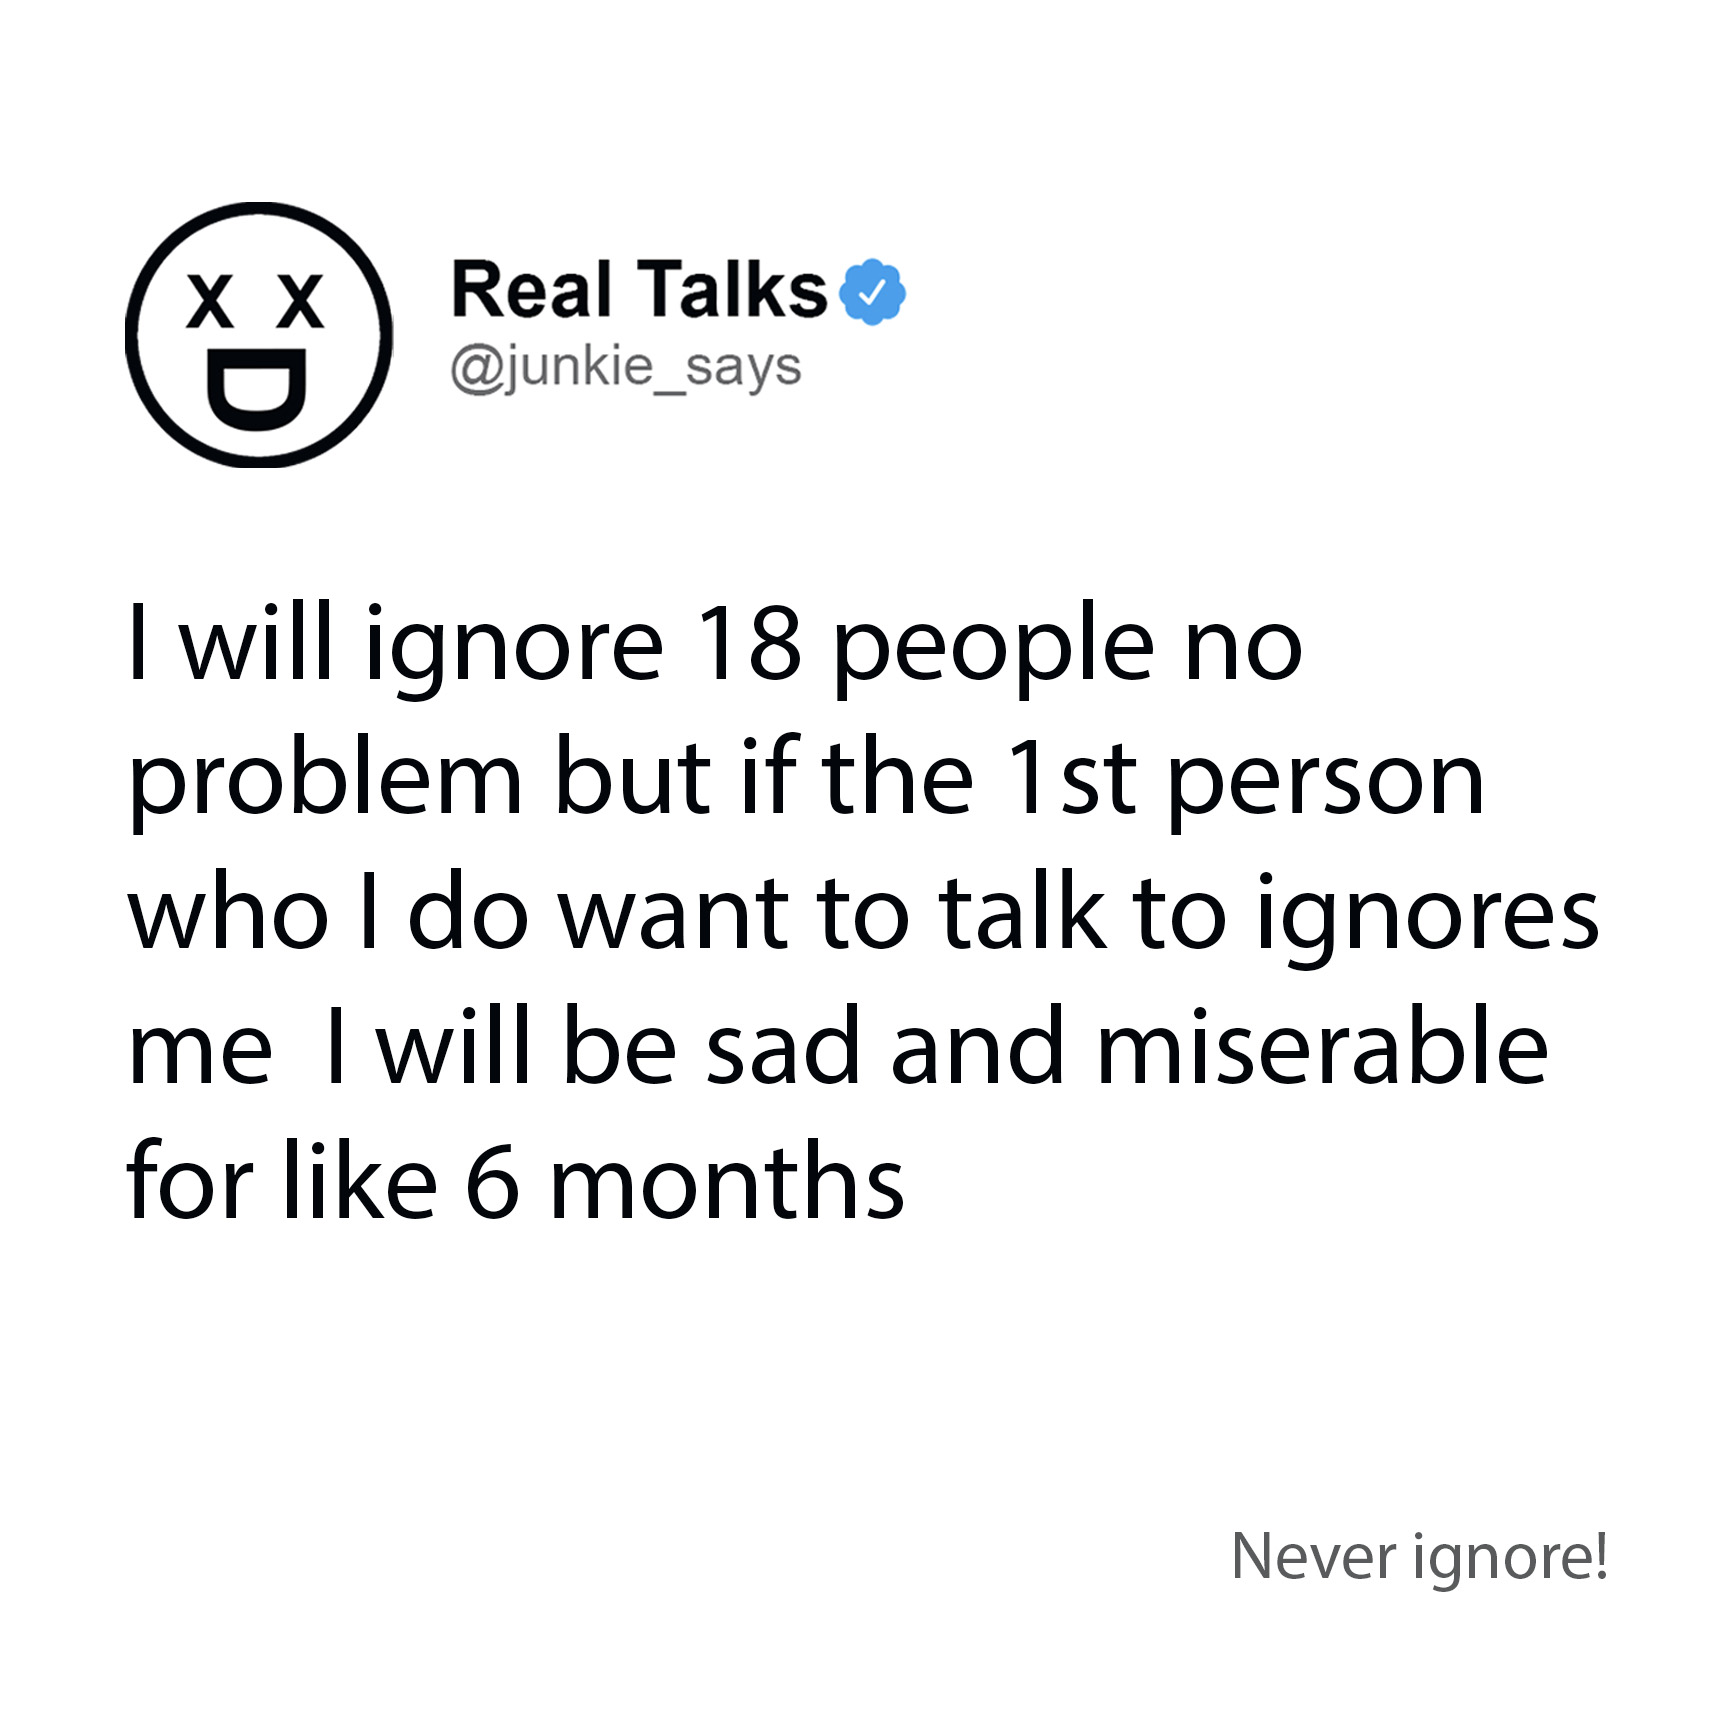 Real Talks
@junkie_says
I will ignore 18 people no
problem but if the 1st person
who I do want to talk to ignores
me  I will be sad and miserable
for like 6 months
Never ignore!